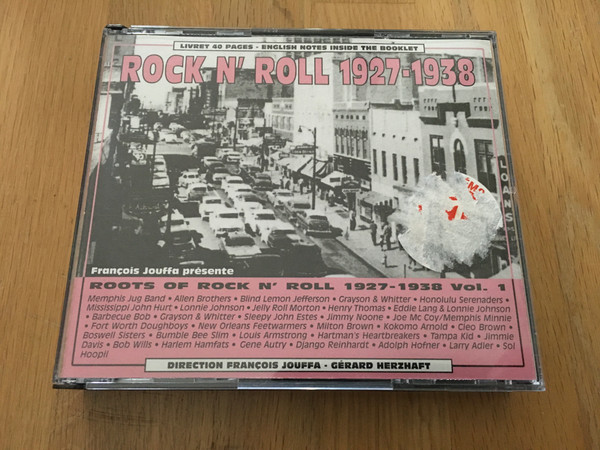 LIVRET 40 PAGES - ENGLISH NOTES INSIDE THE BOOKLET
ROCK N' ROLL 1927-1938
LOANS
François Jouffa présente
ROOTS OF ROCK N' ROLL 1927-1938 Vol. 1
Memphis Jug Band • Allen Brothers • Blind Lemon Jefferson • Grayson & Whitter • Honolulu Serenaders •
Mississippi John Hurt • Lonnie Johnson • Jelly Roll Morton • Henry Thomas • Eddie Lang & Lonnie Johnson
• Barbecue Bob • Grayson & Whitter • Sleepy John Estes • Jimmy Noone • Joe Mc Coy/Memphis Minnie
• Fort Worth Doughboys • New Orleans Feetwarmers • Milton Brown • Kokomo Arnold • Cleo Brown •
Boswell Sisters • Bumble Bee Slim • Louis Armstrong • Hartman's Heartbreakers • Tampa Kid • Jimmie
Davis • Bob Wills • Harlem Hamfats • Gene Autry • Django Reinhardt • Adolph Hofner • Larry Adler • Sol
Hoopii
DIRECTION FRANÇOIS JOUFFA - GÉRARD HERZHAFT